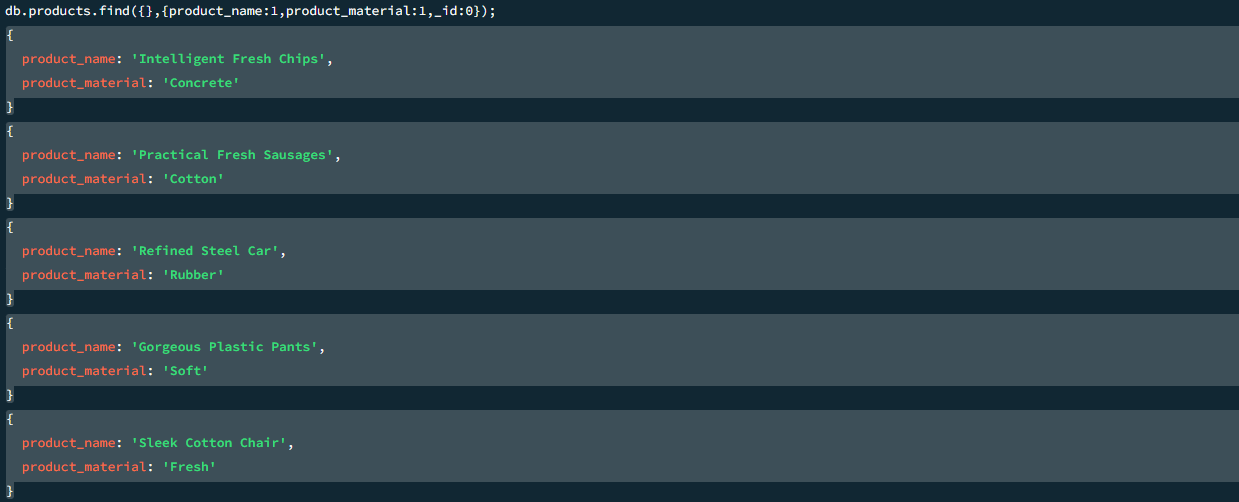 db.products.find({},{product_name:1,product_material:1,_id:0});
{
product_name: 'Intelligent Fresh Chips',
product_material: 'Concrete'
}
{
product_name: 'Practical Fresh Sausages',
product_material: 'Cotton'
}
{
product_name: 'Refined Steel Car',
product_material: 'Rubber'
}
{
product_name: 'Gorgeous Plastic Pants',
product_material: 'Soft'
}
{
product_name: 'Sleek Cotton Chair',
product_material: 'Fresh'
}